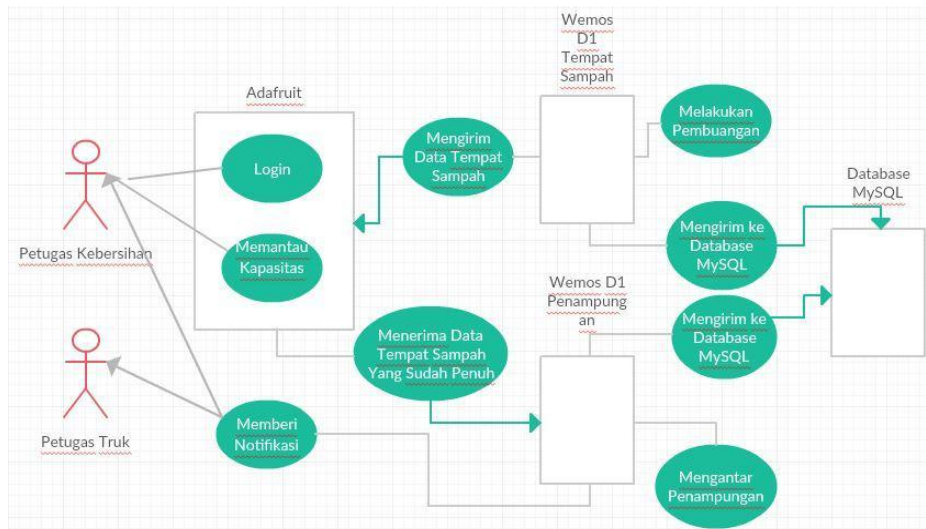 Wemos
D1
Tempat
Sampah
Adafruit
Login
Memantau
Kapasitas
Mengirim
Data Tempat
Sampah
Melakukan
Pembuangan
Database
MySQL
Mengirim ke
Database
MySQL
Petugas Kebersihan
Wemos D1
Penampung
an
Mengirim ke
Database
MySQL
Menerima Data
Tempat Sampah
Yang Sudah Penuh
Petugas Truk
Memberi
Notifikasi
Mengantar
Penampungan